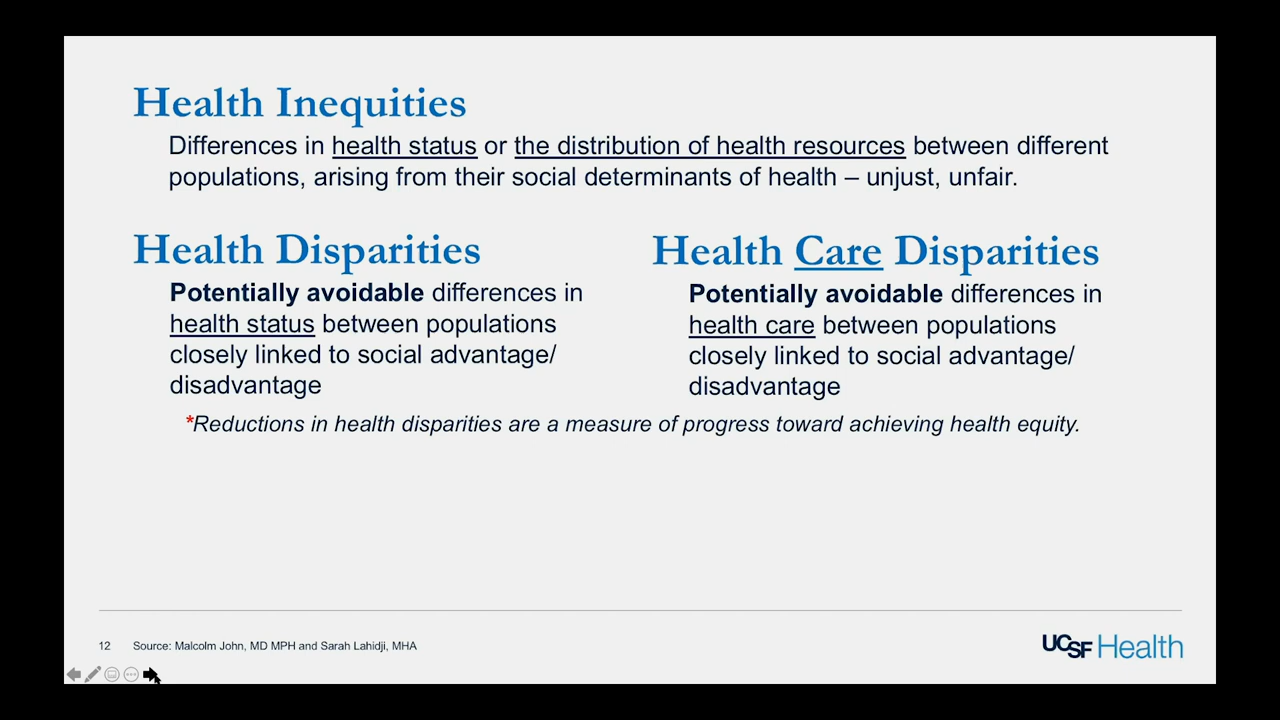 Health Inequities
Differences in health status or the distribution of health resources between different
populations, arising from their social determinants of health – unjust, unfair.
Health Disparities
Potentially avoidable differences in
health status between populations
closely linked to social advantage/
disadvantage
Health Care Disparities
Potentially avoidable differences in
health care between populations
closely linked to social advantage/
disadvantage
*Reductions in health disparities are a measure of progress toward achieving health equity.
12 Source: Malcolm John, MD MPH and Sarah Lahidji, MHA
UCSF Health